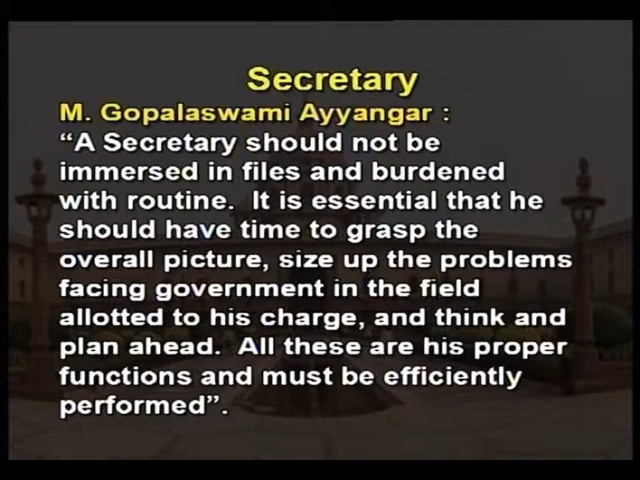 Secretary
M. Gopalaswami Ayyangar :
“A Secretary should not be
immersed in files and burdened
with routine.  It is essential that he
should have time to grasp the
overall picture, size up the problems
facing government in the field
allotted to his charge, and think and
plan ahead.  All these are his proper
functions and must be efficiently
performed”.